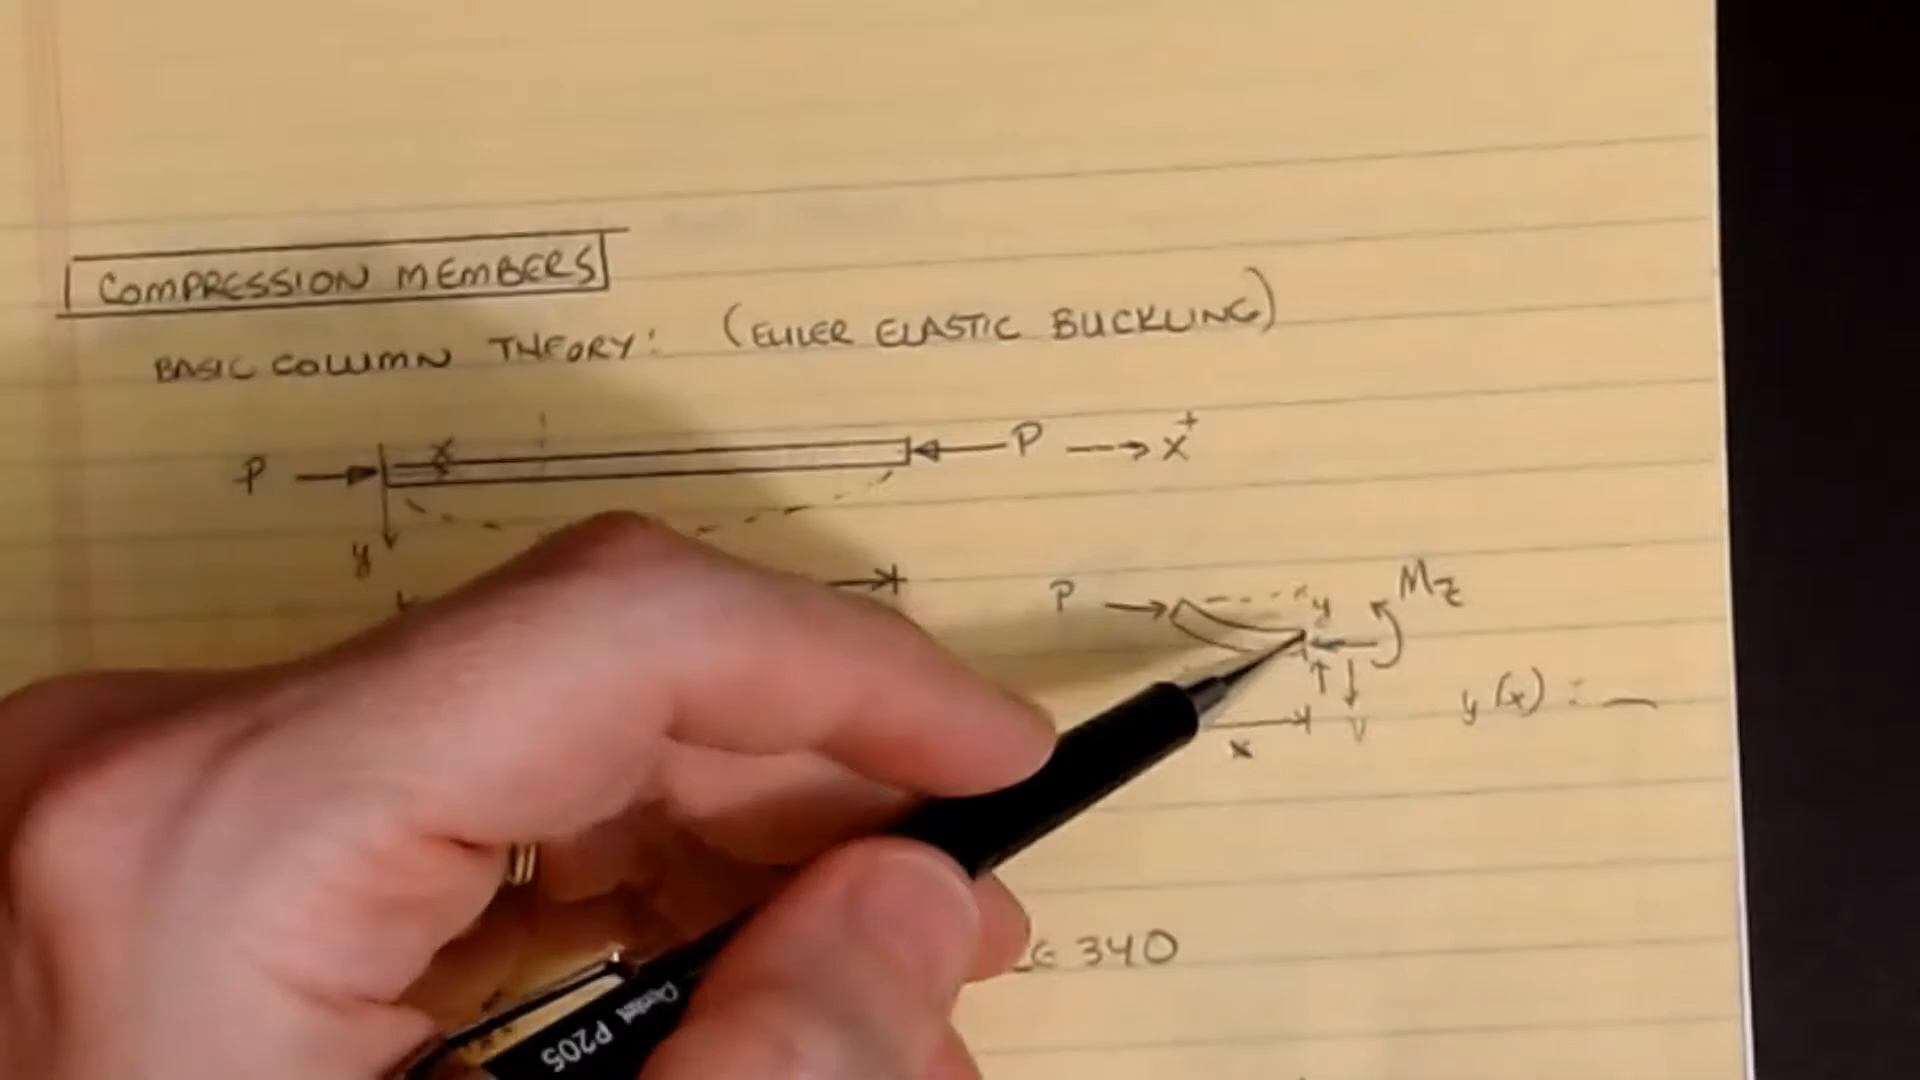 COMPRESSION MEMBERS
BASIC COLUMN THEORY: (EULER ELASTIC BUCKLING)
P x P x+
y
P y Mz
x V y(x) =
340
Pentel P205